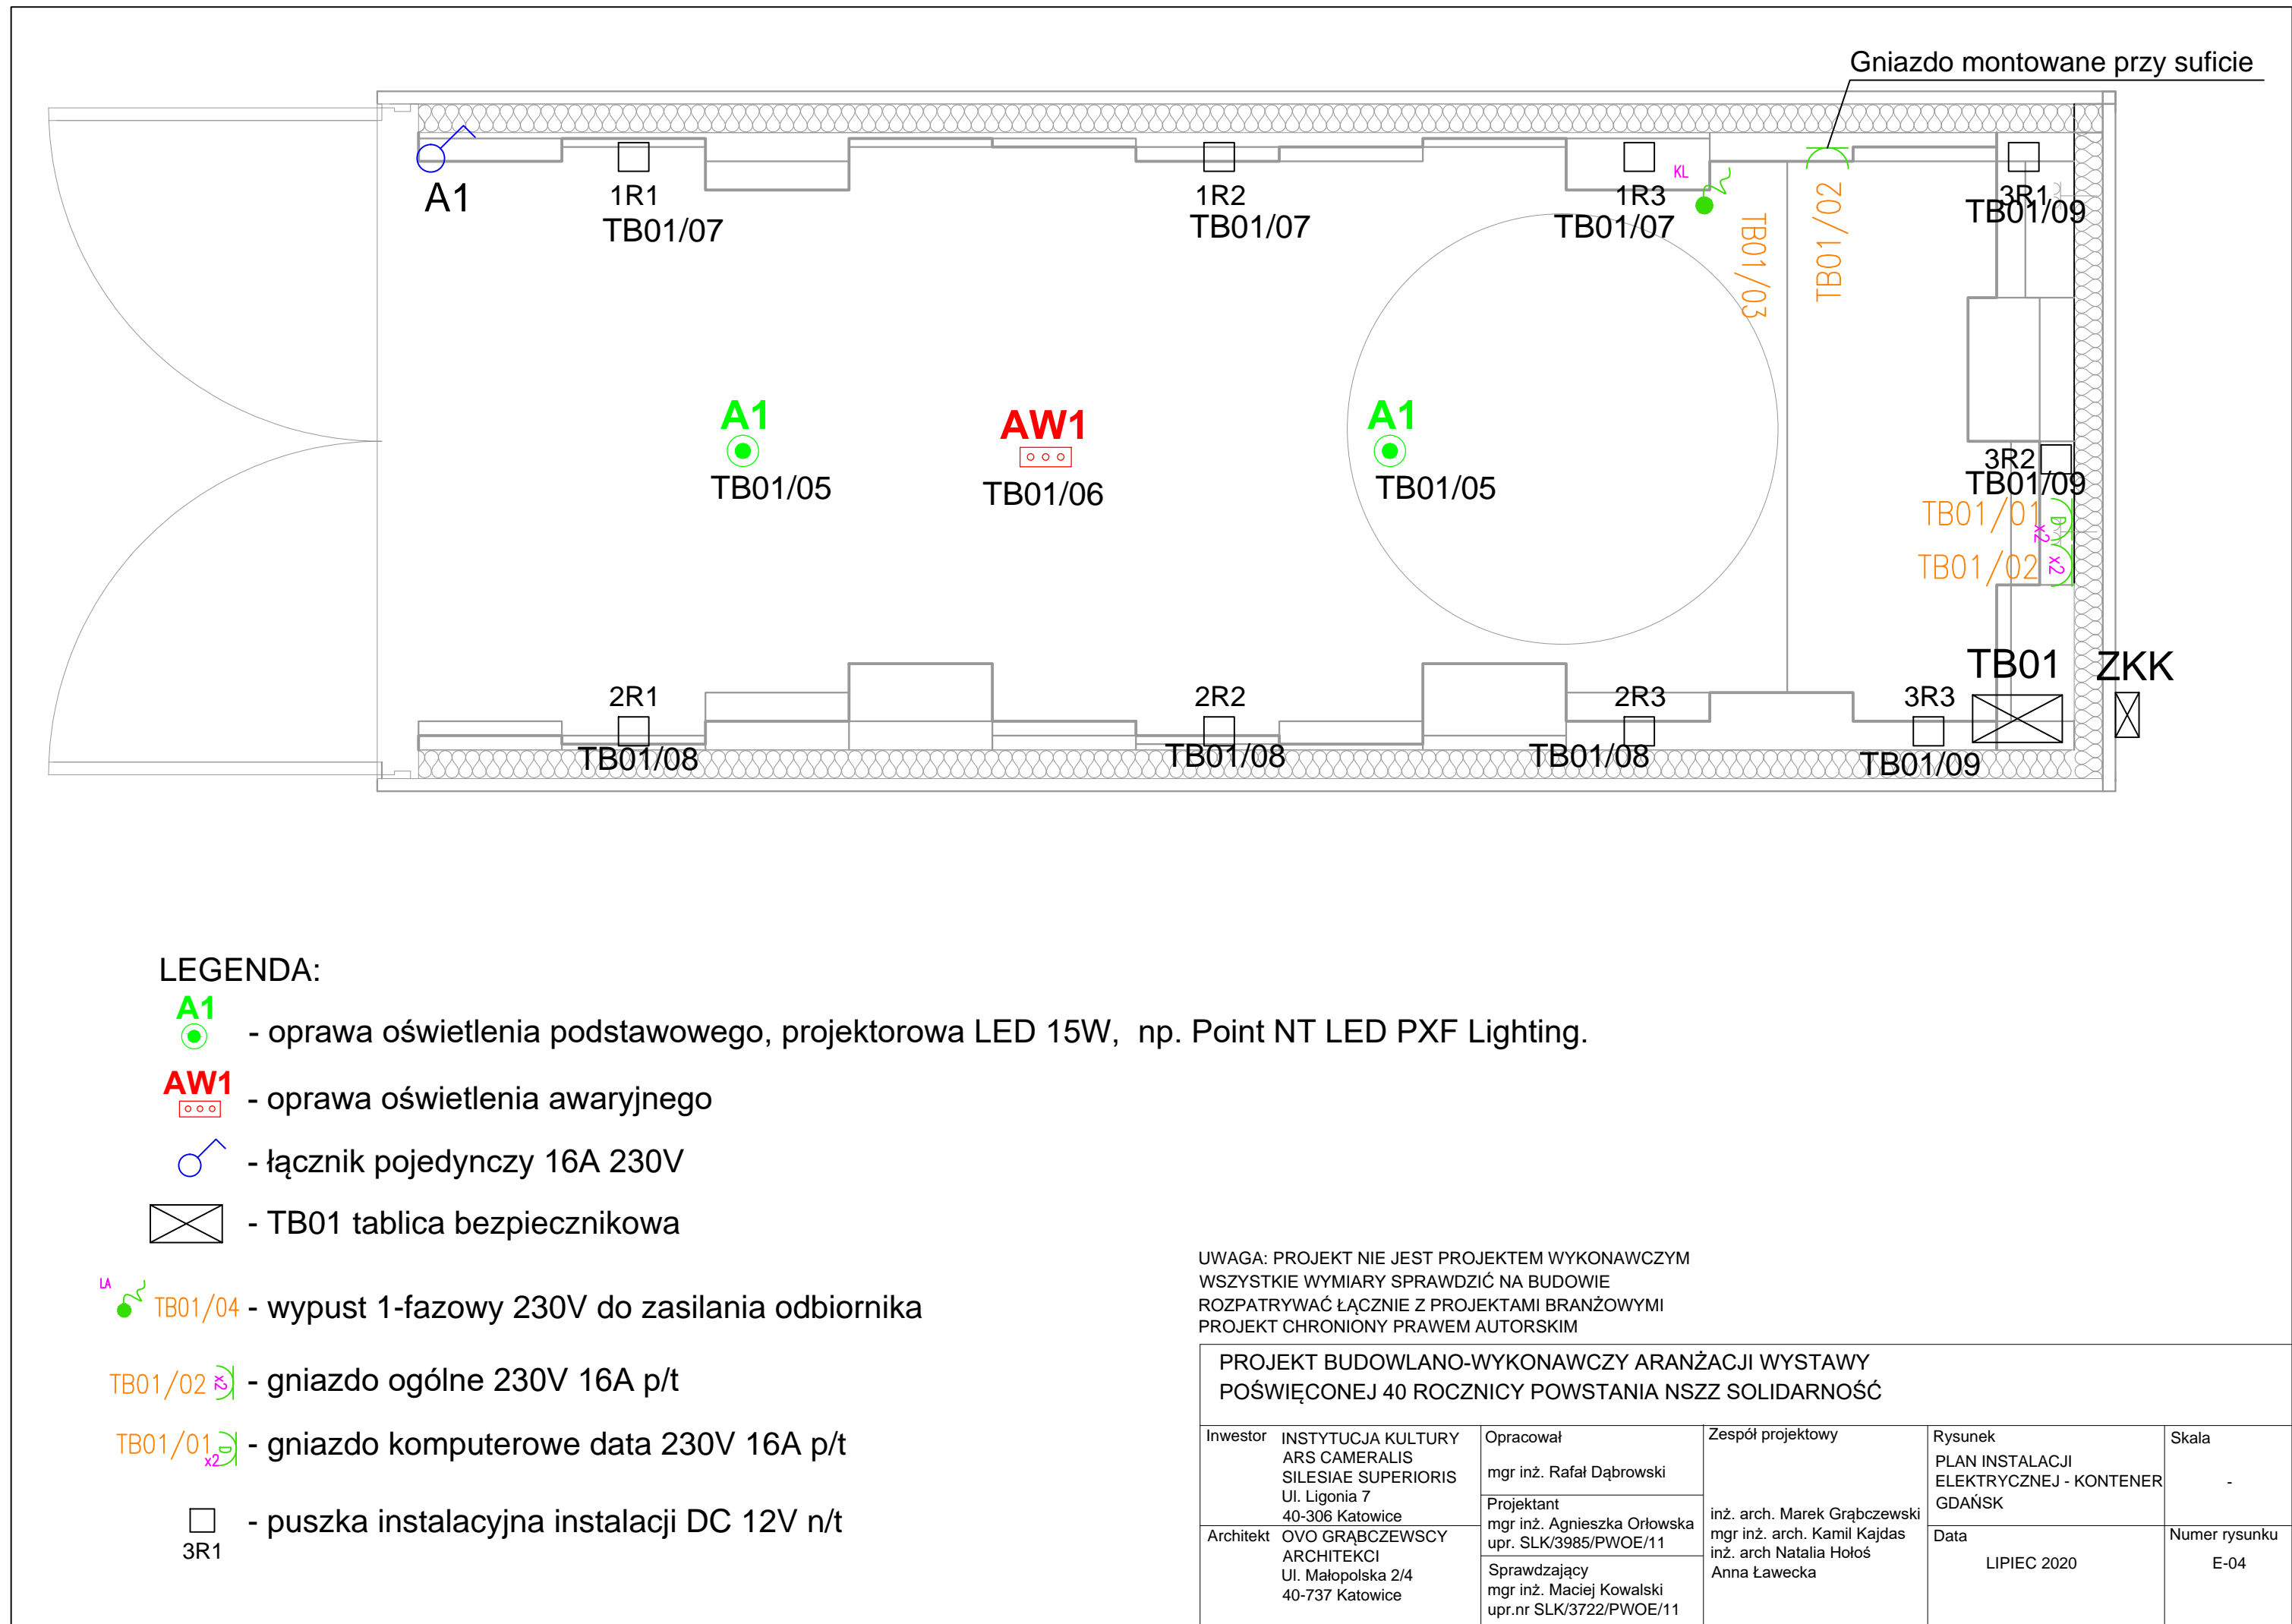 Gniazdo montowane przy suficie
A1
1R1
TB01/07
1R2
TB01/07
KL
1R3
TB01/07
TB01/03
TB01/02
3R1
TB01/09
A1
TB01/05
AW1
TB01/06
A1
TB01/05
3R2
TB01/09
TB01/01
D
x2
TB01/02
x2
TB01
ZKK
2R1
TB01/08
2R2
TB01/08
2R3
TB01/08
3R3
TB01/09
LEGENDA:
A1
- oprawa oświetlenia podstawowego, projektorowa LED 15W, np. Point NT LED PXF Lighting.
AW1
- oprawa oświetlenia awaryjnego
- łącznik pojedynczy 16A 230V
- TB01 tablica bezpiecznikowa
LA
TB01/04 - wypust 1-fazowy 230V do zasilania odbiornika
TB01/02 x2 - gniazdo ogólne 230V 16A p/t
TB01/01 x2 D - gniazdo komputerowe data 230V 16A p/t
- puszka instalacyjna instalacji DC 12V n/t
3R1
UWAGA: PROJEKT NIE JEST PROJEKTEM WYKONAWCZYM
WSZYSTKIE WYMIARY SPRAWDZIĆ NA BUDOWIE
ROZPATRYWAĆ ŁĄCZNIE Z PROJEKTAMI BRANŻOWYMI
PROJEKT CHRONIONY PRAWEM AUTORSKIM
PROJEKT BUDOWLANO-WYKONAWCZY ARANŻACJI WYSTAWY
POŚWIĘCONEJ 40 ROCZNICY POWSTANIA NSZZ SOLIDARNOŚĆ
Inwestor
INSTYTUCJA KULTURY
ARS CAMERALIS
SILESIAE SUPERIORIS
Ul. Ligonia 7
40-306 Katowice
Architekt
OVO GRĄBCZEWSCY
ARCHITEKCI
Ul. Małopolska 2/4
40-737 Katowice
Opracował
mgr inż. Rafał Dąbrowski
Projektant
mgr inż. Agnieszka Orłowska
upr. SLK/3985/PWOE/11
Sprawdzający
mgr inż. Maciej Kowalski
upr.nr SLK/3722/PWOE/11
Zespół projektowy
inż. arch. Marek Grąbczewski
mgr inż. arch. Kamil Kajdas
inż. arch Natalia Hołoś
Anna Ławecka
Rysunek
PLAN INSTALACJI
ELEKTRYCZNEJ - KONTENER
GDAŃSK
Skala
-
Data
LIPIEC 2020
Numer rysunku
E-04